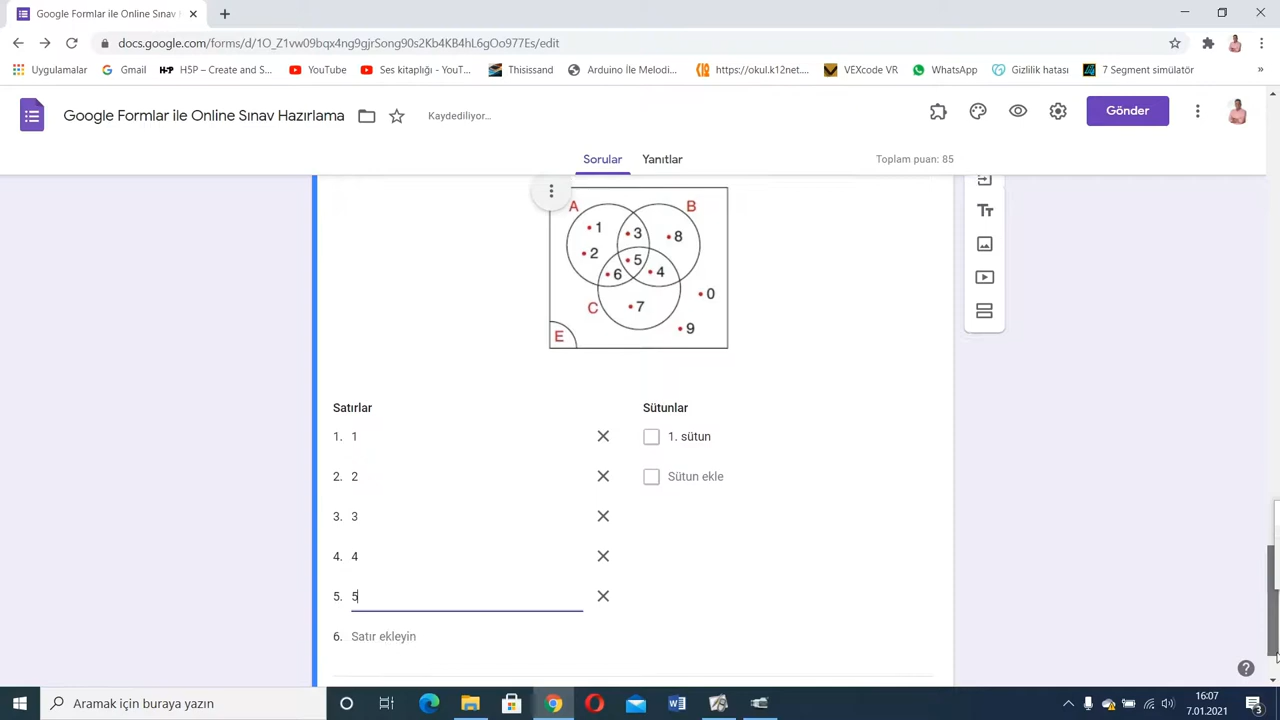 Google Formlar ile Online Sınav
docs.google.com/forms/d/1O_Z1vw09bqx4ng9gjrSong90s2Kb4KB4hL6gOo977Es/edit
Uygulamalar Gmail H5P – Create and S... YouTube Ses kitaplığı - YouT... Thisissand Arduino İle Melodi... https://okul.k12net.... VEXcode VR WhatsApp Gizlilik hatası 7 Segment simülatör »
Google Formlar ile Online Sınav Hazırlama Kaydediliyor... Gönder
Sorular Yanıtlar Toplam puan: 85
A B
1 3 8
2 5
6 4
0
C 7
9
E
Satırlar Sütunlar
1. 1 1. sütun
2. 2 Sütun ekle
3. 3
4. 4
5. 5
6. Satır ekleyin
Aramak için buraya yazın
16:07
7.01.2021
3